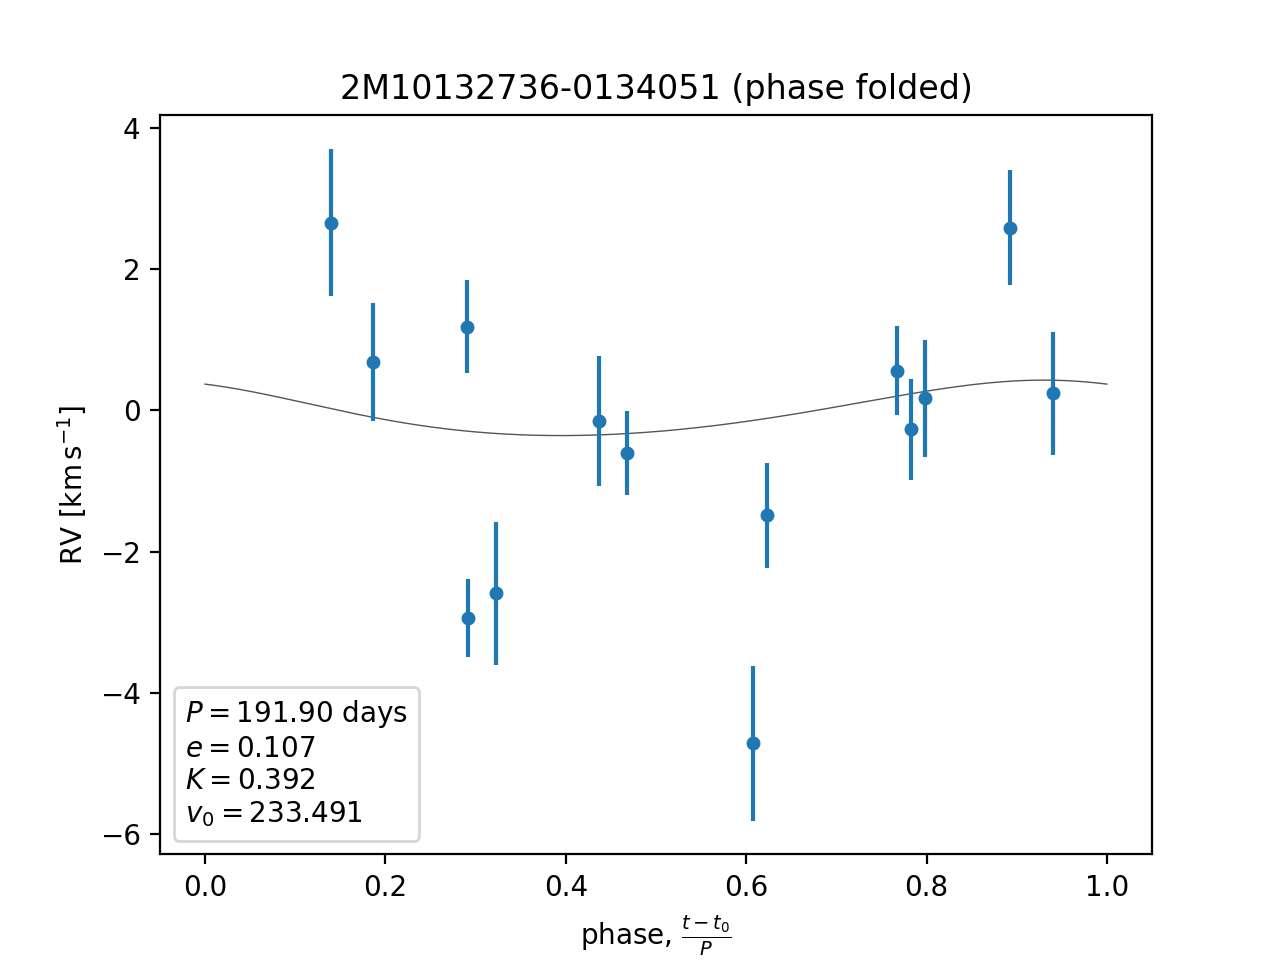 2M10132736-0134051 (phase folded)
RV [km s⁻¹]
4
2
0
−2
−4
−6
P = 191.90 days
e = 0.107
K = 0.392
v₀ = 233.491
0.0 0.2 0.4 0.6 0.8 1.0
phase, (t − t₀)/P